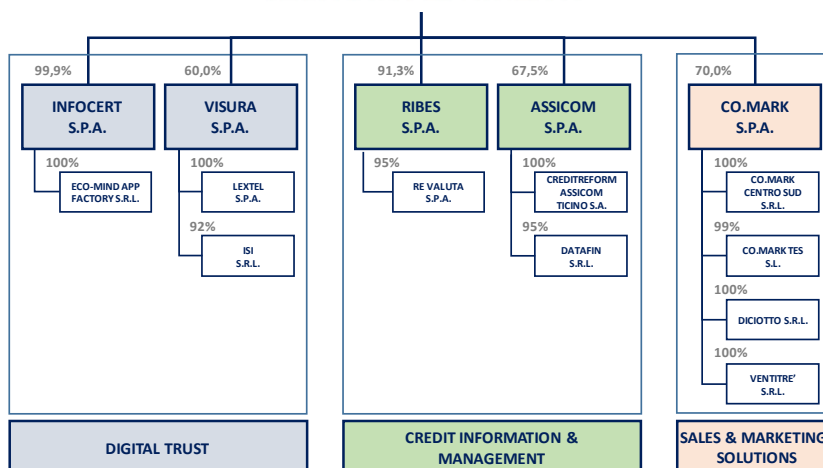 99,9%
60,0%
91,3%
67,5%
70,0%
INFOCERT
S.P.A.
VISURA
S.P.A.
RIBES
S.P.A.
ASSICOM
S.P.A.
CO.MARK
S.P.A.
100%
ECO-MIND APP
FACTORY S.R.L.
100%
LEXTEL
S.P.A.
92%
ISI
S.R.L.
95%
RE VALUTA
S.P.A.
100%
CREDITREFORM
ASSICOM
TICINO S.A.
95%
DATAFIN
S.R.L.
100%
CO.MARK
CENTRO SUD
S.R.L.
99%
CO.MARK TES
S.L.
100%
DICIOTTO S.R.L.
100%
VENTITRE’
S.R.L.
DIGITAL TRUST
CREDIT INFORMATION &
MANAGEMENT
SALES & MARKETING
SOLUTIONS